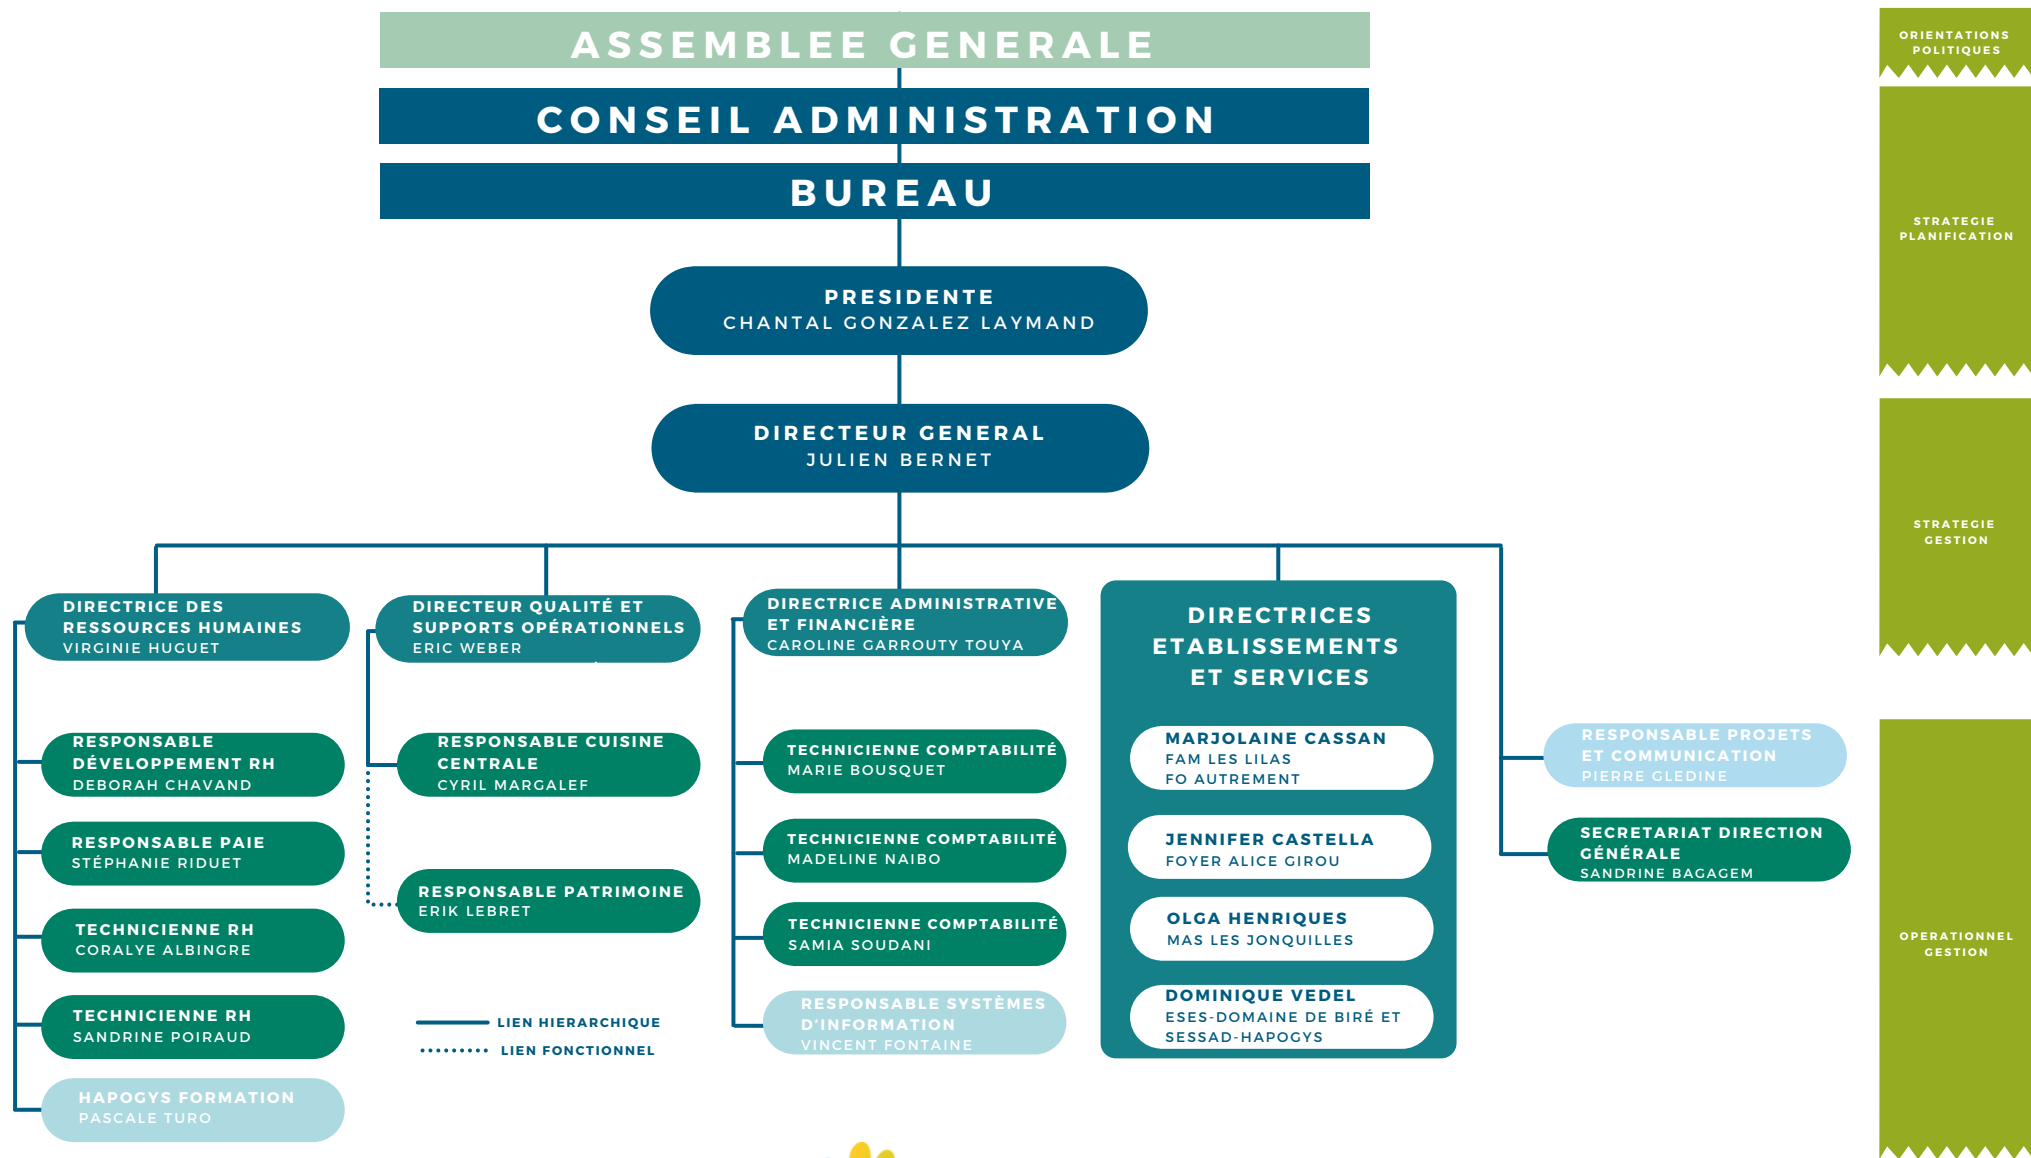 ASSEMBLEE GENERALE
CONSEIL ADMINISTRATION
BUREAU
PRESIDENTE
CHANTAL GONZALEZ LAYMAND
DIRECTEUR GENERAL
JULIEN BERNET
DIRECTRICE DES
RESSOURCES HUMAINES
VIRGINIE HUGUET
RESPONSABLE
DÉVELOPPEMENT RH
DEBORAH CHAVAND
RESPONSABLE PAIE
STÉPHANIE RIDUET
TECHNICIENNE RH
CORALYE ALBINGRE
TECHNICIENNE RH
SANDRINE POIRAUD
HAPOGYS FORMATION
PASCALE TURO
DIRECTEUR QUALITÉ ET
SUPPORTS OPÉRATIONNELS
ERIC WEBER
RESPONSABLE CUISINE
CENTRALE
CYRIL MARGALEF
RESPONSABLE PATRIMOINE
ERIK LEBRET
LIEN HIERARCHIQUE
LIEN FONCTIONNEL
DIRECTRICE ADMINISTRATIVE
ET FINANCIÈRE
CAROLINE GARROUTY TOUYA
TECHNICIENNE COMPTABILITÉ
MARIE BOUSQUET
TECHNICIENNE COMPTABILITÉ
MADELINE NAIBO
TECHNICIENNE COMPTABILITÉ
SAMIA SOUDANI
RESPONSABLE SYSTÈMES
D'INFORMATION
VINCENT FONTAINE
DIRECTRICES
ETABLISSEMENTS
ET SERVICES
MARJOLAINE CASSAN
FAM LES LILAS
FO AUTREMENT
JENNIFER CASTELLA
FOYER ALICE GIROU
OLGA HENRIQUES
MAS LES JONQUILLES
DOMINIQUE VEDEL
ESES-DOMAINE DE BIRÉ ET
SESSAD-HAPOGYS
RESPONSABLE PROJETS
ET COMMUNICATION
PIERRE GLEDINE
SECRETARIAT DIRECTION
GÉNÉRALE
SANDRINE BAGAGEM
ORIENTATIONS
POLITIQUES
STRATEGIE
PLANIFICATION
STRATEGIE
GESTION
OPERATIONNEL
GESTION